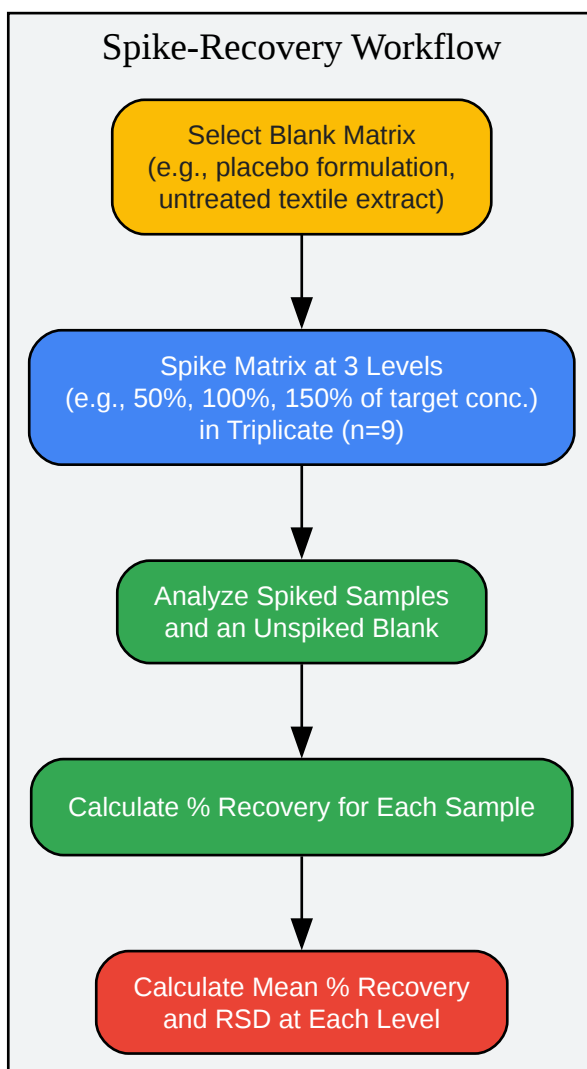 Spike-Recovery Workflow
Select Blank Matrix
(e.g., placebo formulation,
untreated textile extract)
Spike Matrix at 3 Levels
(e.g., 50%, 100%, 150% of target conc.)
in Triplicate (n=9)
Analyze Spiked Samples
and an Unspiked Blank
Calculate % Recovery for Each Sample
Calculate Mean % Recovery
and RSD at Each Level